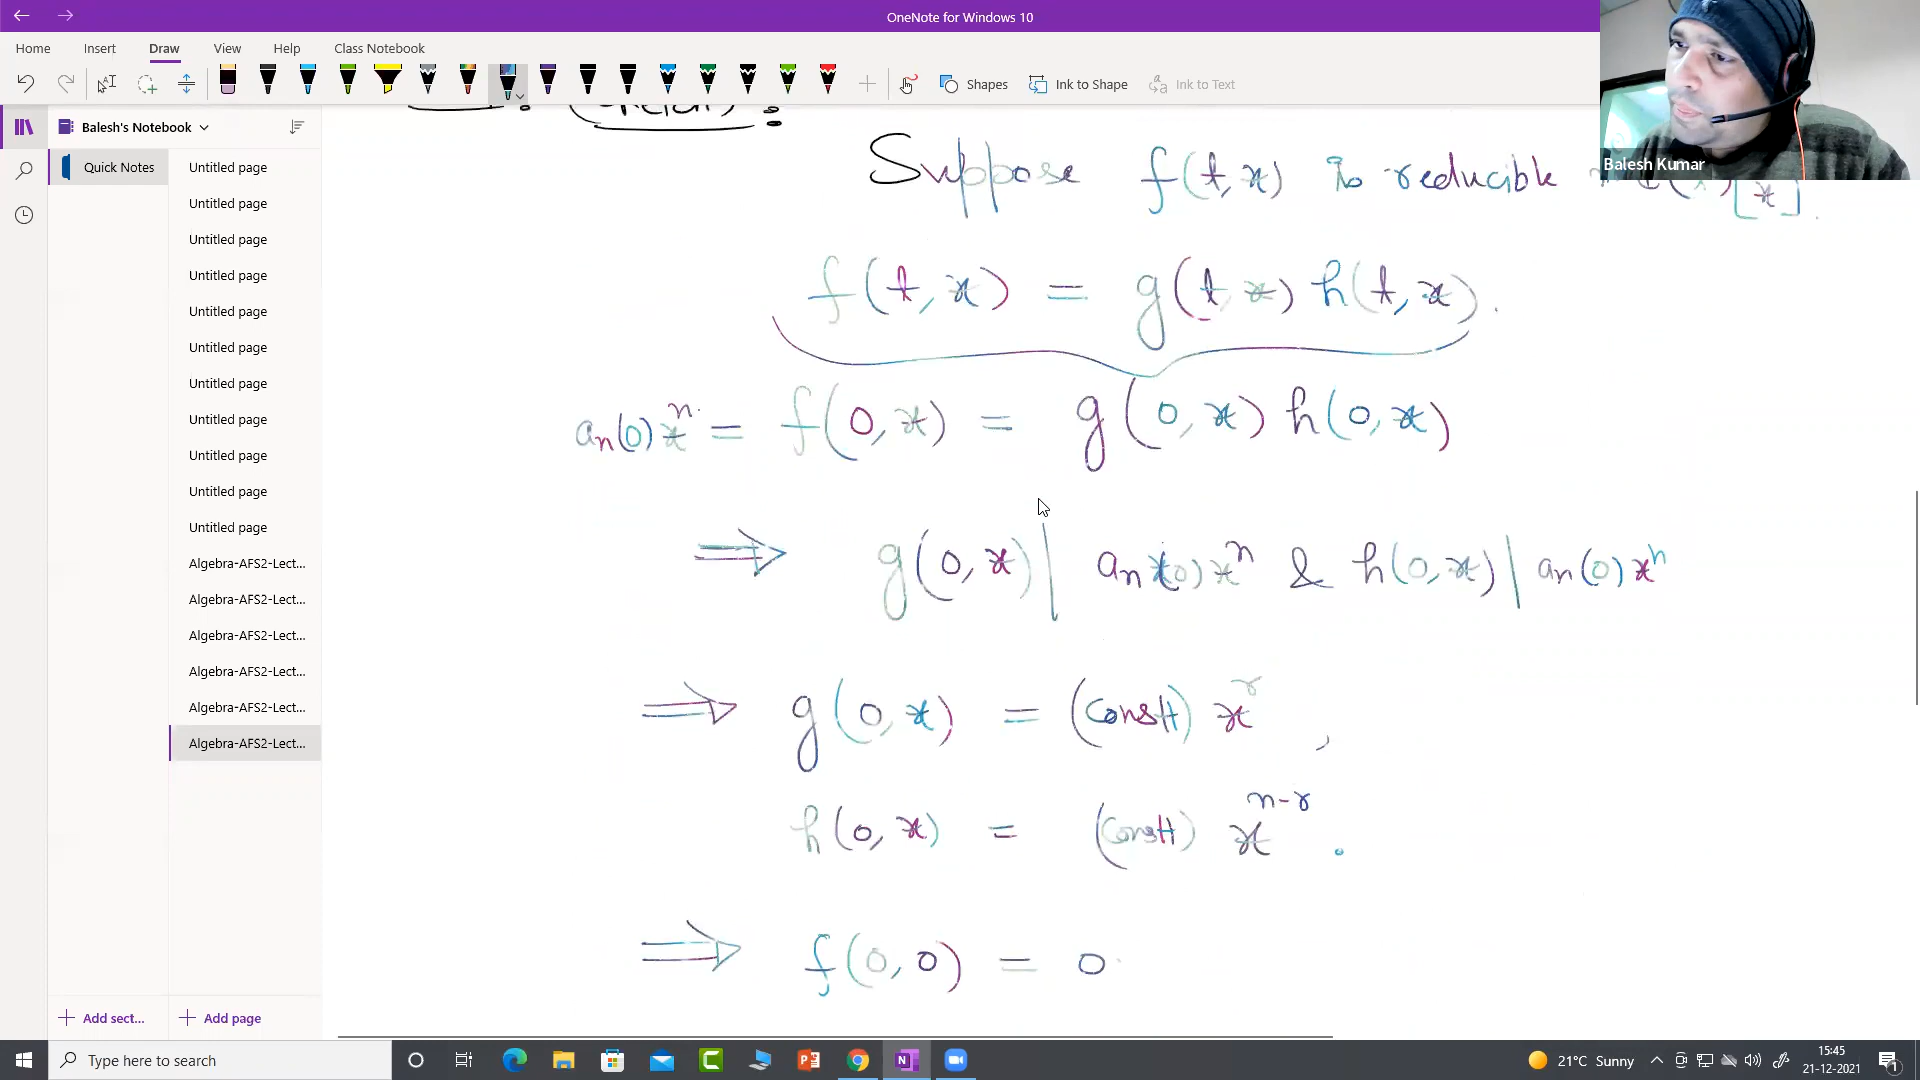 OneNote for Windows 10
Home Insert Draw View Help Class Notebook
Shapes Ink to Shape Ink to Text
Balesh's Notebook
Quick Notes
Untitled page
Untitled page
Untitled page
Untitled page
Untitled page
Untitled page
Untitled page
Untitled page
Untitled page
Untitled page
Untitled page
Algebra-AFS2-Lect...
Algebra-AFS2-Lect...
Algebra-AFS2-Lect...
Algebra-AFS2-Lect...
Algebra-AFS2-Lect...
Algebra-AFS2-Lect...
Add sect...
Add page
Balesh Kumar
Suppose f(t,x) is reducible [x].
f(t,x) = g(t,x) h(t,x).
aₙ(0)xⁿ = f(0,x) = g(0,x) h(0,x)
⟹ g(0,x) | aₙ(0)xⁿ & h(0,x) | aₙ(0)xⁿ
⟹ g(0,x) = (const) xʳ ,
h(0,x) = (const) xⁿ⁻ʳ .
⟹ f(0,0) = 0
Type here to search
21°C Sunny
15:45
21-12-2021